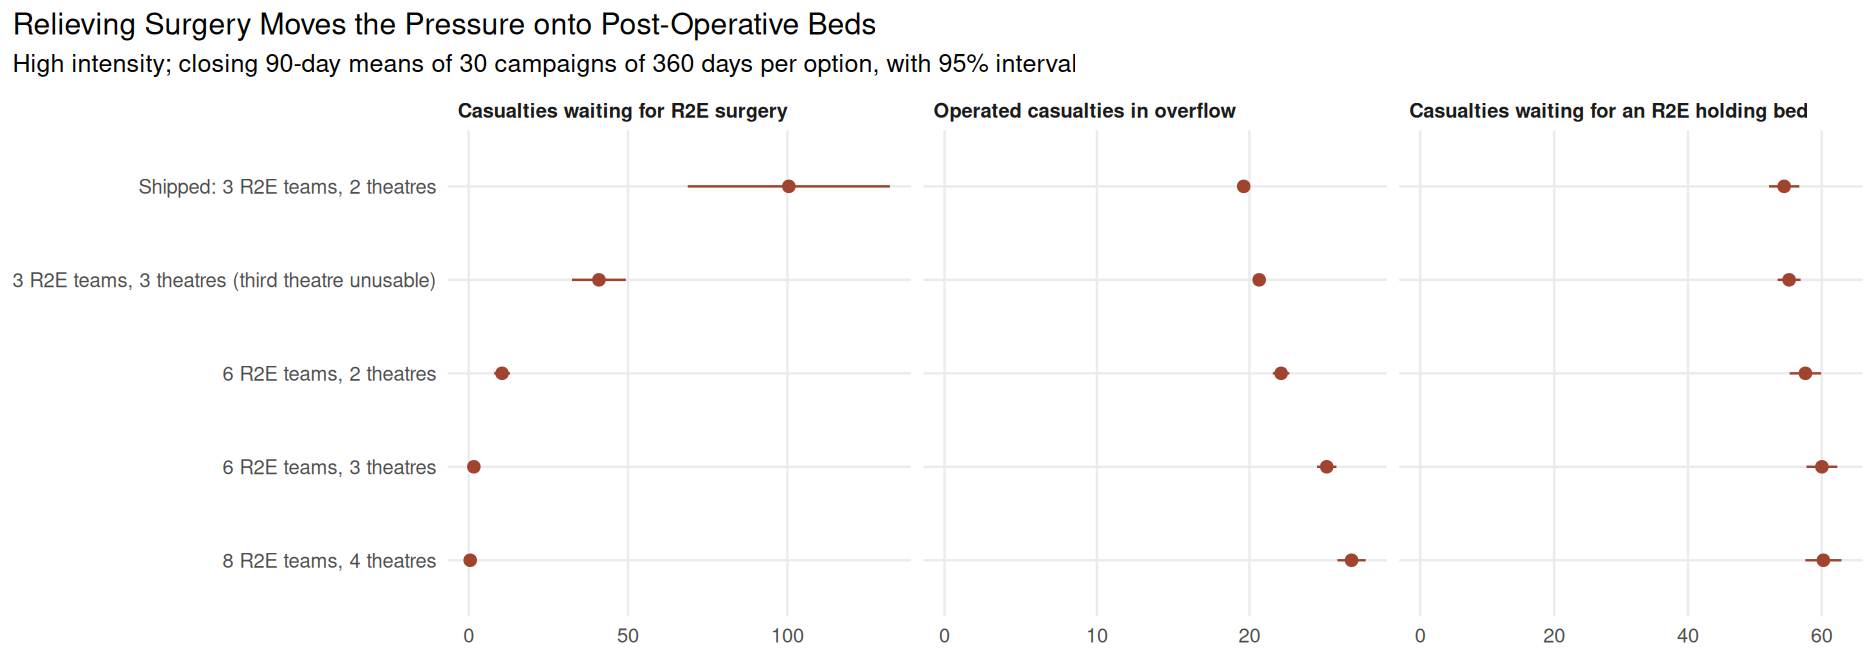 Relieving Surgery Moves the Pressure onto Post-Operative Beds
High intensity; closing 90-day means of 30 campaigns of 360 days per option, with 95% interval
Casualties waiting for R2E surgery
Operated casualties in overflow
Casualties waiting for an R2E holding bed
Shipped: 3 R2E teams, 2 theatres
3 R2E teams, 3 theatres (third theatre unusable)
6 R2E teams, 2 theatres
6 R2E teams, 3 theatres
8 R2E teams, 4 theatres
0 50 100
0 10 20
0 20 40 60